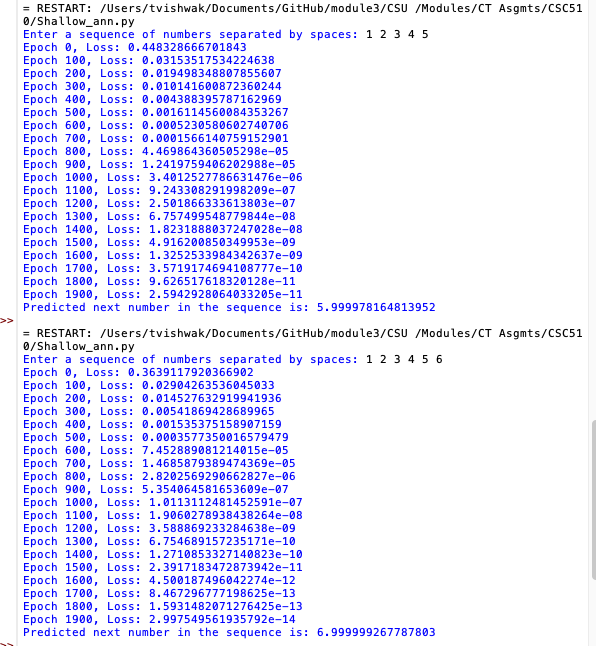 = RESTART: /Users/tvishwak/Documents/GitHub/module3/CSU /Modules/CT Asgmts/CSC51
0/Shallow_ann.py
Enter a sequence of numbers separated by spaces: 1 2 3 4 5
Epoch 0, Loss: 0.448328666701843
Epoch 100, Loss: 0.03153517534224638
Epoch 200, Loss: 0.019498348807855607
Epoch 300, Loss: 0.010141600872360244
Epoch 400, Loss: 0.004388395787162969
Epoch 500, Loss: 0.0016114560084353267
Epoch 600, Loss: 0.0005230580602740706
Epoch 700, Loss: 0.0001566140759152901
Epoch 800, Loss: 4.469864360505298e-05
Epoch 900, Loss: 1.2419759406202988e-05
Epoch 1000, Loss: 3.4012527786631476e-06
Epoch 1100, Loss: 9.243308291998209e-07
Epoch 1200, Loss: 2.501866333613803e-07
Epoch 1300, Loss: 6.757499548779844e-08
Epoch 1400, Loss: 1.8231888037247028e-08
Epoch 1500, Loss: 4.916200850349953e-09
Epoch 1600, Loss: 1.3252533984342637e-09
Epoch 1700, Loss: 3.5719174694108777e-10
Epoch 1800, Loss: 9.626517618320128e-11
Epoch 1900, Loss: 2.5942928064033205e-11
Predicted next number in the sequence is: 5.999978164813952
>>
= RESTART: /Users/tvishwak/Documents/GitHub/module3/CSU /Modules/CT Asgmts/CSC51
0/Shallow_ann.py
Enter a sequence of numbers separated by spaces: 1 2 3 4 5 6
Epoch 0, Loss: 0.3639117920366902
Epoch 100, Loss: 0.02904263536045033
Epoch 200, Loss: 0.014527632919941936
Epoch 300, Loss: 0.00541869428689965
Epoch 400, Loss: 0.001535375158907159
Epoch 500, Loss: 0.0003577350016579479
Epoch 600, Loss: 7.452889081214015e-05
Epoch 700, Loss: 1.4685879389474369e-05
Epoch 800, Loss: 2.8202569290662827e-06
Epoch 900, Loss: 5.354064581653609e-07
Epoch 1000, Loss: 1.0113112481452591e-07
Epoch 1100, Loss: 1.9060278938438264e-08
Epoch 1200, Loss: 3.588869233284638e-09
Epoch 1300, Loss: 6.754689157235171e-10
Epoch 1400, Loss: 1.2710853327140823e-10
Epoch 1500, Loss: 2.3917183472873942e-11
Epoch 1600, Loss: 4.500187496042274e-12
Epoch 1700, Loss: 8.467296777198625e-13
Epoch 1800, Loss: 1.5931482071276425e-13
Epoch 1900, Loss: 2.997549561935792e-14
Predicted next number in the sequence is: 6.999999267787803
>>